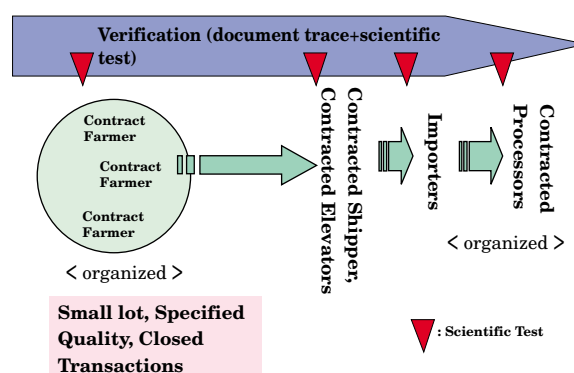 Verification (document trace+scientific
test)
Contract
Farmer
Contract
Farmer
Contract
Farmer
Contracted Shipper,
Contracted Elevators
Importers
Contracted
Processors
< organized >
< organized >
Small lot, Specified
Quality, Closed
Transactions
: Scientific Test